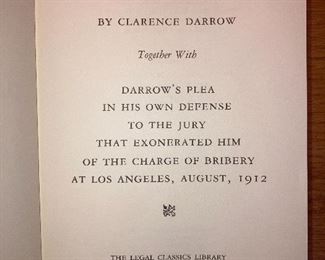 BY CLARENCE DARROW
Together With
DARROW'S PLEA
IN HIS OWN DEFENSE
TO THE JURY
THAT EXONERATED HIM
OF THE CHARGE OF BRIBERY
AT LOS ANGELES, AUGUST, 1912
THE LEGAL CLASSICS LIBRARY